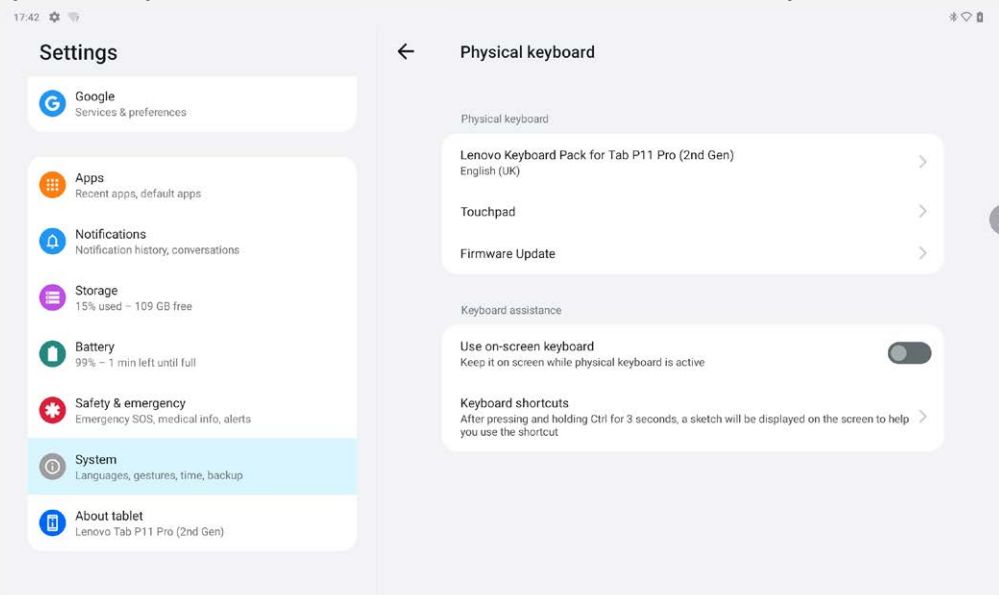 17:42
Settings
Google
Services & preferences
Apps
Recent apps, default apps
Notifications
Notification history, conversations
Storage
15% used – 109 GB free
Battery
99% – 1 min left until full
Safety & emergency
Emergency SOS, medical info, alerts
System
Languages, gestures, time, backup
About tablet
Lenovo Tab P11 Pro (2nd Gen)
Physical keyboard
Physical keyboard
Lenovo Keyboard Pack for Tab P11 Pro (2nd Gen)
English (UK)
Touchpad
Firmware Update
Keyboard assistance
Use on-screen keyboard
Keep it on screen while physical keyboard is active
Keyboard shortcuts
After pressing and holding Ctrl for 3 seconds, a sketch will be displayed on the screen to help
you use the shortcut